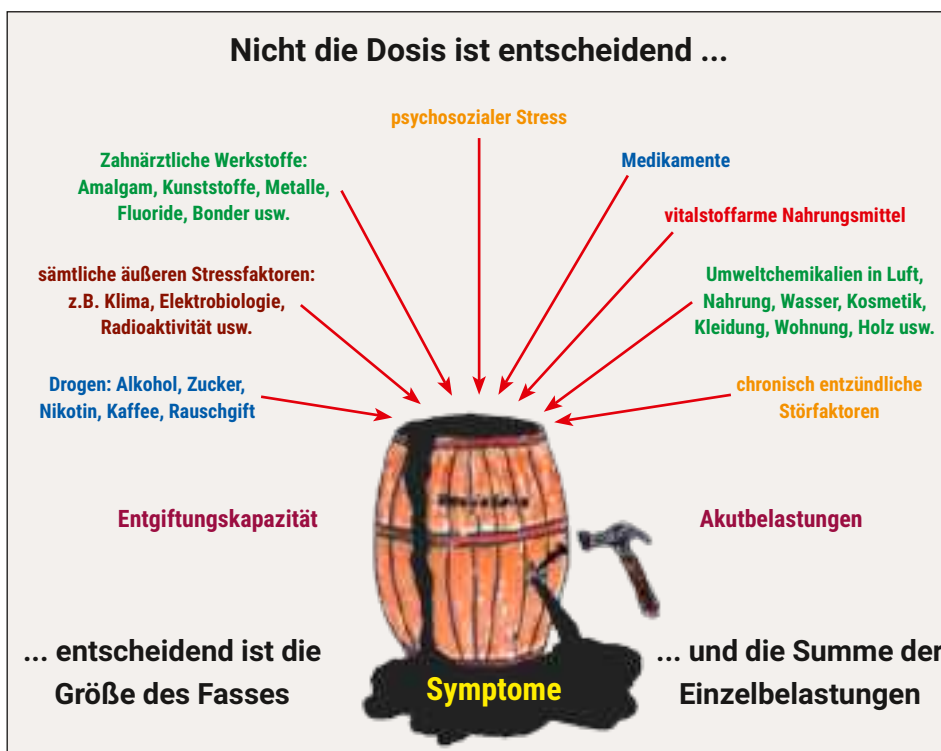 Nicht die Dosis ist entscheidend ...
psychosozialer Stress
Zahnärztliche Werkstoffe:
Amalgam, Kunststoffe, Metalle,
Fluoride, Bonder usw.
Medikamente
vitalstoffarme Nahrungsmittel
sämtliche äußeren Stressfaktoren:
z.B. Klima, Elektrobiologie,
Radioaktivität usw.
Umweltchemikalien in Luft,
Nahrung, Wasser, Kosmetik,
Kleidung, Wohnung, Holz usw.
Drogen: Alkohol, Zucker,
Nikotin, Kaffee, Rauschgift
chronisch entzündliche
Störfaktoren
Entgiftungskapazität
Akutbelastungen
... entscheidend ist die
Größe des Fasses
... und die Summe der
Einzelbelastungen
Symptome